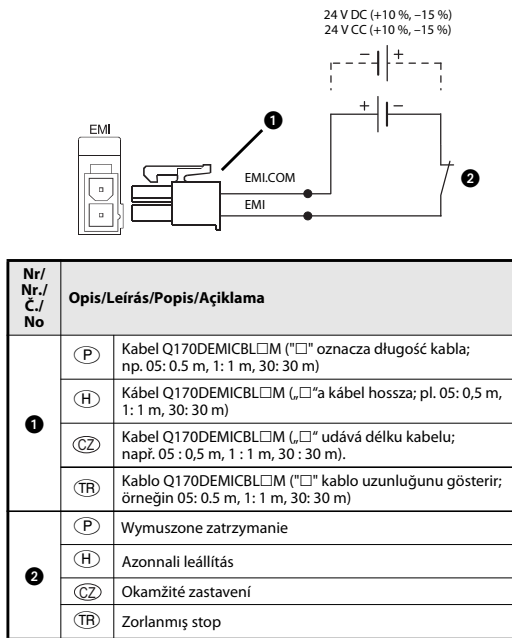 24 V DC (+10 %, –15 %)
24 V CC (+10 %, –15 %)
– +
+ –
❶
EMI
EMI.COM
❷
EMI
Nr/
Nr./
Č./
No
Opis/Leírás/Popis/Açiklama
❶
P
Kabel Q170DEMICBL□M ("□" oznacza długość kabla;
np. 05: 0.5 m, 1: 1 m, 30: 30 m)
H
Kábel Q170DEMICBL□M („□“a kábel hossza; pl. 05: 0,5 m,
1: 1 m, 30: 30 m)
CZ
Kabel Q170DEMICBL□M („□“ udává délku kabelu;
např. 05 : 0,5 m, 1 : 1 m, 30 : 30 m).
TR
Kablo Q170DEMICBL□M ("□" kablo uzunluğunu gösterir;
örneğin 05: 0.5 m, 1: 1 m, 30: 30 m)
❷
P
Wymuszone zatrzymanie
H
Azonnali leállítás
CZ
Okamžité zastavení
TR
Zorlanmış stop